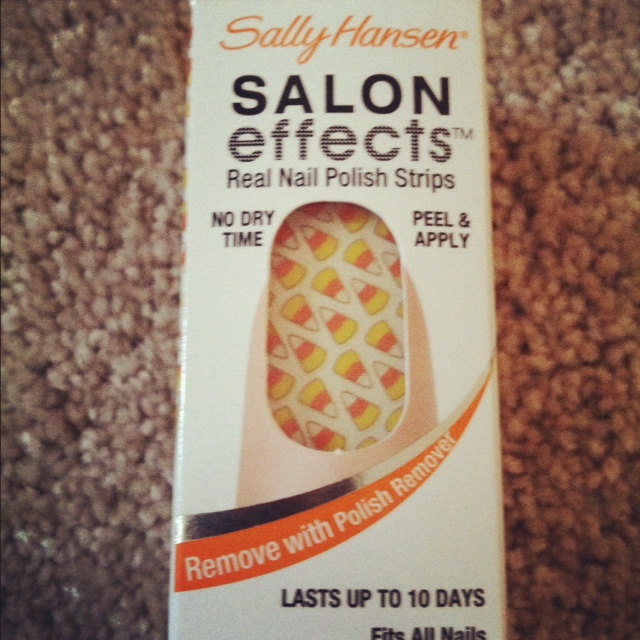 Sally Hansen®
SALON
effects™
Real Nail Polish Strips
NO DRY
TIME
PEEL &
APPLY
Remove with Polish Remover
LASTS UP TO 10 DAYS
Fits All Nails